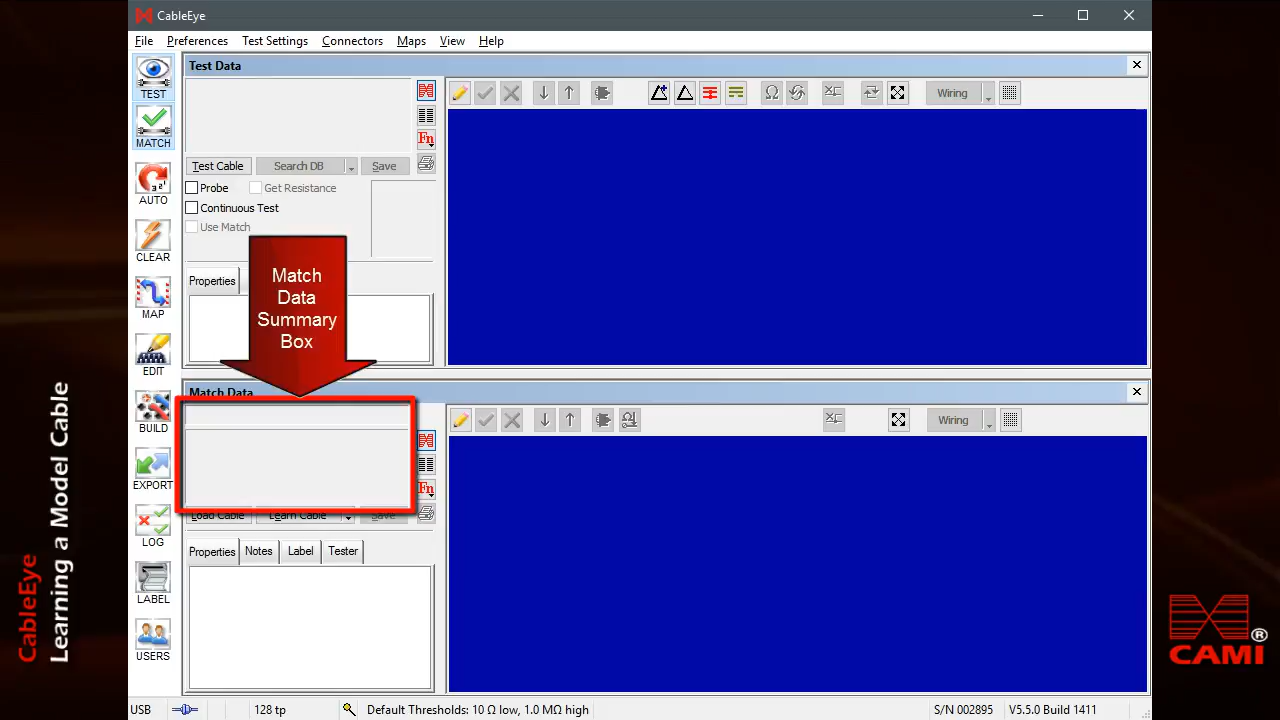 CableEye
File Preferences Test Settings Connectors Maps View Help
TEST
MATCH
AUTO
CLEAR
MAP
EDIT
BUILD
EXPORT
LOG
LABEL
USERS
Test Data
Fn
Test Cable Search DB Save
Probe Get Resistance
Continuous Test
Use Match
Properties
Wiring
Match
Data
Summary
Box
Match Data
Fn
Load Cable Learn Cable Save
Properties Notes Label Tester
Wiring
USB 128 tp Default Thresholds: 10 Ω low, 1.0 MΩ high S/N 002895 V5.5.0 Build 1411
CableEye
Learning a Model Cable
CAMI ®